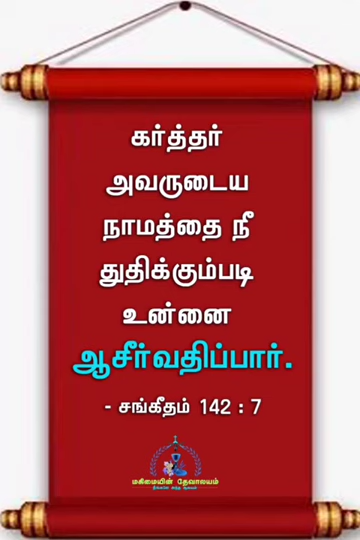 கர்த்தர்
அவருடைய
நாமத்தை நீ
துதிக்கும்படி
உன்னை
ஆசீர்வதிப்பார்.
- சங்கீதம் 142 : 7
மகிமையின் தேவாலயம்